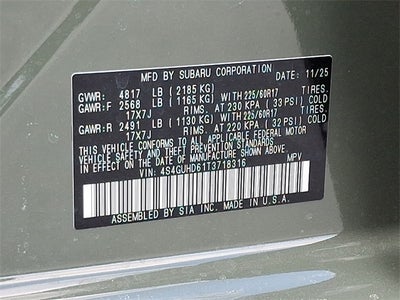 MFD BY SUBARU CORPORATION DATE: 11/25
GVWR: 4817 LB (2185 KG)
GAWR:F 2568 LB (1165 KG) WITH 225/60R17 TIRES.
17X7J RIMS. AT 230 KPA (33 PSI) COLD
GAWR:R 2491 LB (1130 KG) WITH 225/60R17 TIRES.
17X7J RIMS. AT 220 KPA (32 PSI) COLD
THIS VEHICLE CONFORMS TO ALL APPLICABLE FEDERAL MOTOR
VEHICLE SAFETY, BUMPER AND THEFT PREVENTION STANDARDS
IN EFFECT ON THE DATE OF MANUFACTURE SHOWN ABOVE.
VIN: 4S4GUHD61T3718316 MPV
ASSEMBLED BY SIA INC. MADE IN U.S.A.